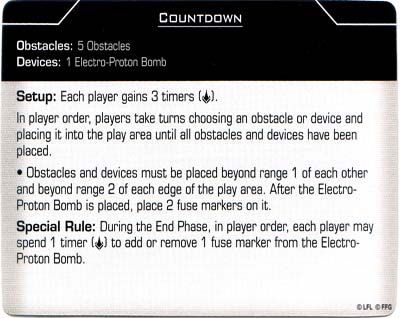 COUNTDOWN
Obstacles: 5 Obstacles
Devices: 1 Electro-Proton Bomb
Setup: Each player gains 3 timers ( ).
In player order, players take turns choosing an obstacle or device and
placing it into the play area until all obstacles and devices have been
placed.
• Obstacles and devices must be placed beyond range 1 of each other
and beyond range 2 of each edge of the play area. After the Electro-
Proton Bomb is placed, place 2 fuse markers on it.
Special Rule: During the End Phase, in player order, each player may
spend 1 timer ( ) to add or remove 1 fuse marker from the Electro-
Proton Bomb.
© LFL © FFG